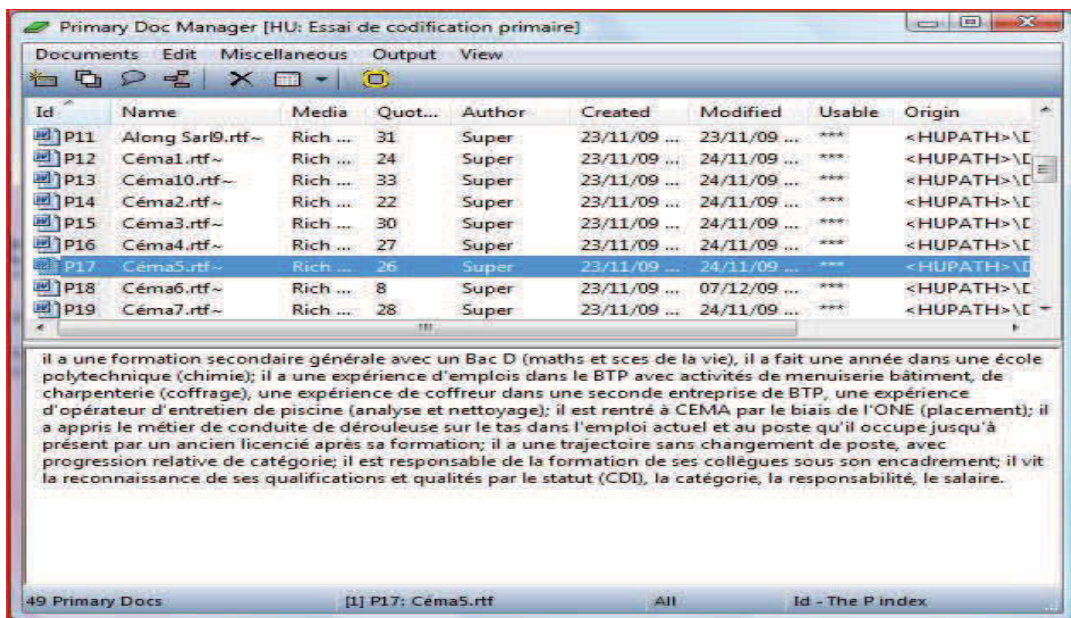 Primary Doc Manager [HU: Essai de codification primaire]
Documents Edit Miscellaneous Output View
Id Name Media Quot... Author Created Modified Usable Origin
P11 Along Sarl9.rtf~ Rich ... 31 Super 23/11/09 ... 23/11/09 ... *** <HUPATH>\D
P12 Céma1.rtf~ Rich ... 24 Super 23/11/09 ... 24/11/09 ... *** <HUPATH>\D
P13 Céma10.rtf~ Rich ... 33 Super 23/11/09 ... 24/11/09 ... *** <HUPATH>\D
P14 Céma2.rtf~ Rich ... 22 Super 23/11/09 ... 24/11/09 ... *** <HUPATH>\D
P15 Céma3.rtf~ Rich ... 30 Super 23/11/09 ... 24/11/09 ... *** <HUPATH>\D
P16 Céma4.rtf~ Rich ... 27 Super 23/11/09 ... 24/11/09 ... *** <HUPATH>\D
P17 Céma5.rtf~ Rich ... 26 Super 23/11/09 ... 24/11/09 ... *** <HUPATH>\D
P18 Céma6.rtf~ Rich ... 8 Super 23/11/09 ... 07/12/09 ... *** <HUPATH>\D
P19 Céma7.rtf~ Rich ... 28 Super 23/11/09 ... 24/11/09 ... *** <HUPATH>\D
il a une formation secondaire générale avec un Bac D (maths et sces de la vie), il a fait une année dans une école
polytechnique (chimie); il a une expérience d'emplois dans le BTP avec activités de menuiserie bâtiment, de
charpenterie (coffrage), une expérience de coffreur dans une seconde entreprise de BTP, une expérience
d'opérateur d'entretien de piscine (analyse et nettoyage); il est rentré à CEMA par le biais de l'ONE (placement); il
a appris le métier de conduite de dérouleuse sur le tas dans l'emploi actuel et au poste qu'il occupe jusqu'à
présent par un ancien licencié après sa formation; il a une trajectoire sans changement de poste, avec
progression relative de catégorie; il est responsable de la formation de ses collègues sous son encadrement; il vit
la reconnaissance de ses qualifications et qualités par le statut (CDI), la catégorie, la responsabilité, le salaire.
49 Primary Docs [1] P17: Céma5.rtf All Id - The P index